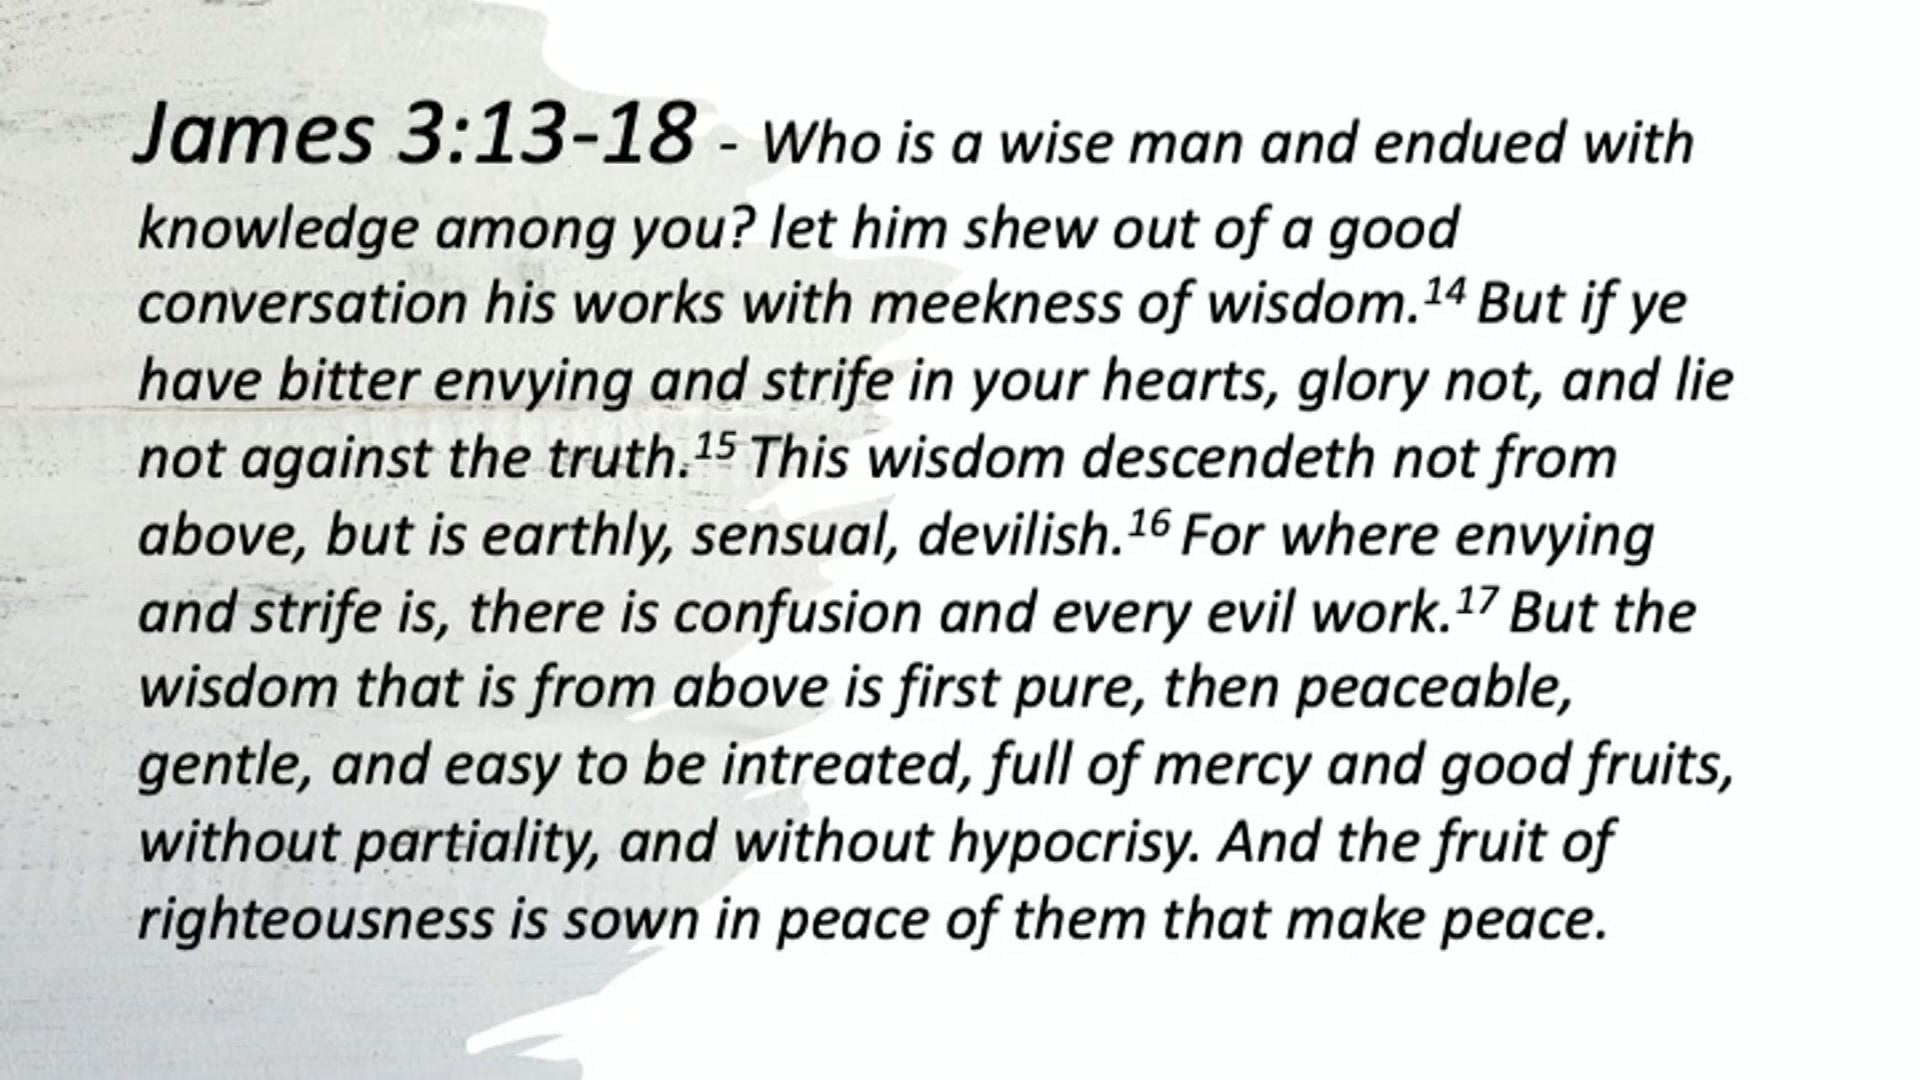 James 3:13-18 - Who is a wise man and endued with
knowledge among you? let him shew out of a good
conversation his works with meekness of wisdom.¹⁴ But if ye
have bitter envying and strife in your hearts, glory not, and lie
not against the truth.¹⁵ This wisdom descendeth not from
above, but is earthly, sensual, devilish.¹⁶ For where envying
and strife is, there is confusion and every evil work.¹⁷ But the
wisdom that is from above is first pure, then peaceable,
gentle, and easy to be intreated, full of mercy and good fruits,
without partiality, and without hypocrisy. And the fruit of
righteousness is sown in peace of them that make peace.